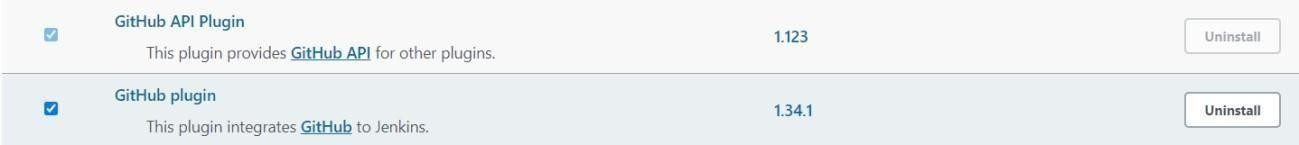 GitHub API Plugin
This plugin provides GitHub API for other plugins.
1.123
Uninstall
GitHub plugin
This plugin integrates GitHub to Jenkins.
1.34.1
Uninstall